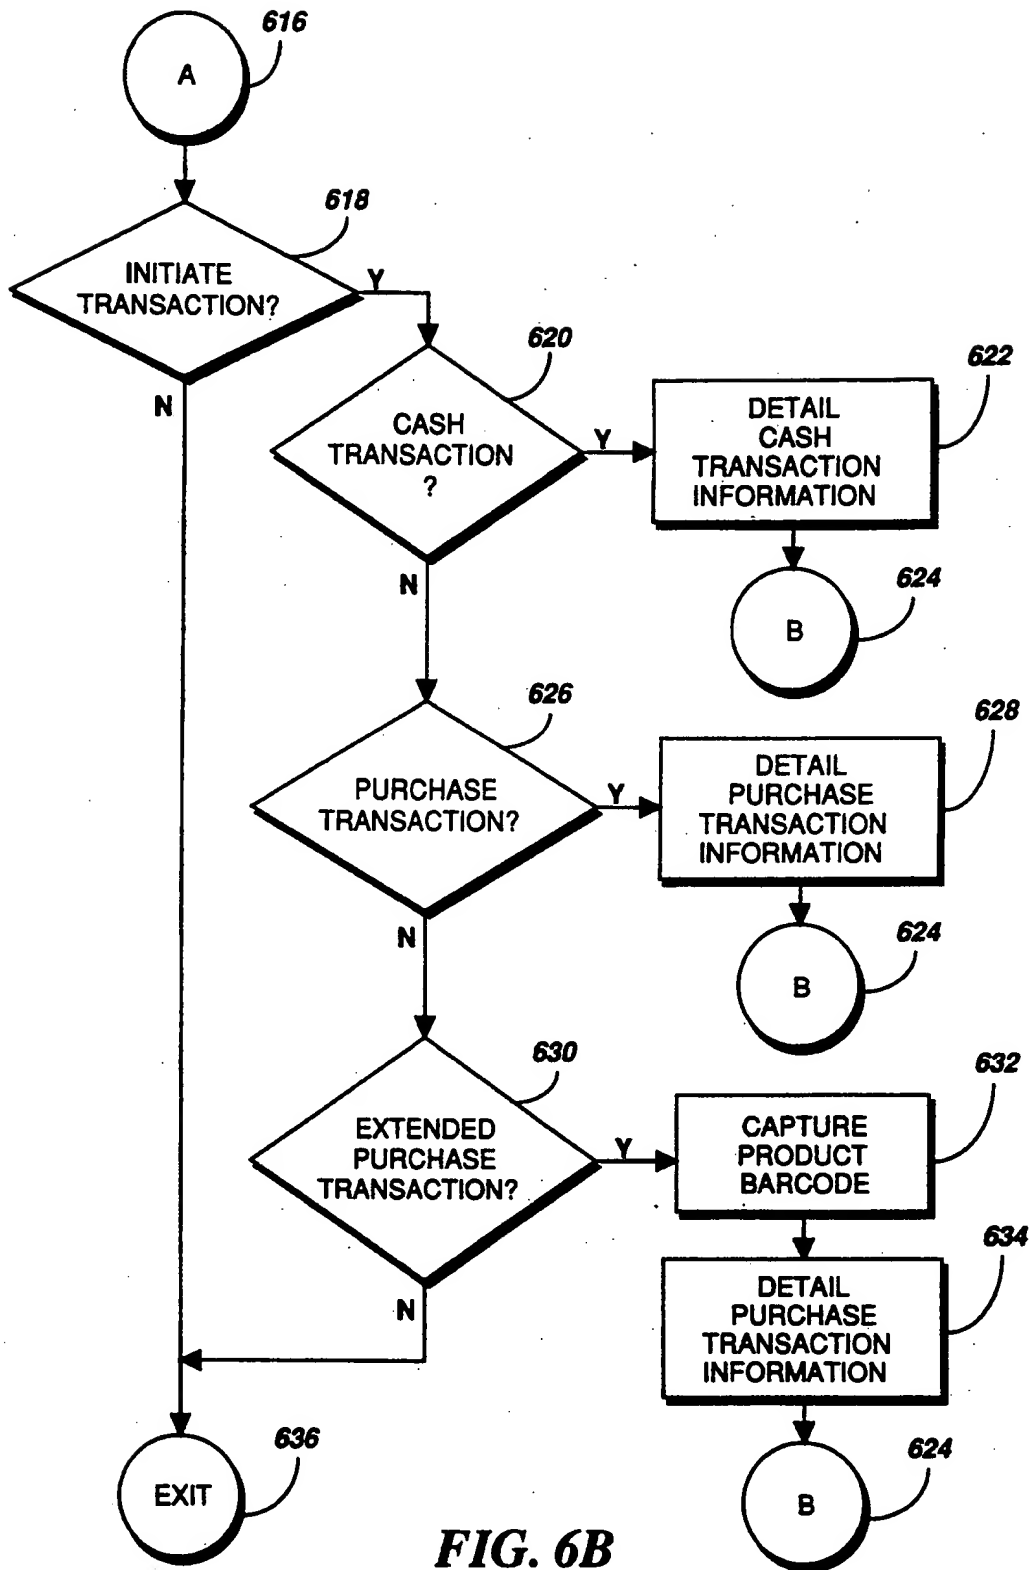 616
A
618
INITIATE
TRANSACTION?
Y
N
620
CASH
TRANSACTION
?
Y
N
622
DETAIL
CASH
TRANSACTION
INFORMATION
624
B
626
PURCHASE
TRANSACTION?
Y
N
628
DETAIL
PURCHASE
TRANSACTION
INFORMATION
624
B
630
EXTENDED
PURCHASE
TRANSACTION?
Y
N
632
CAPTURE
PRODUCT
BARCODE
634
DETAIL
PURCHASE
TRANSACTION
INFORMATION
624
B
636
EXIT
FIG. 6B